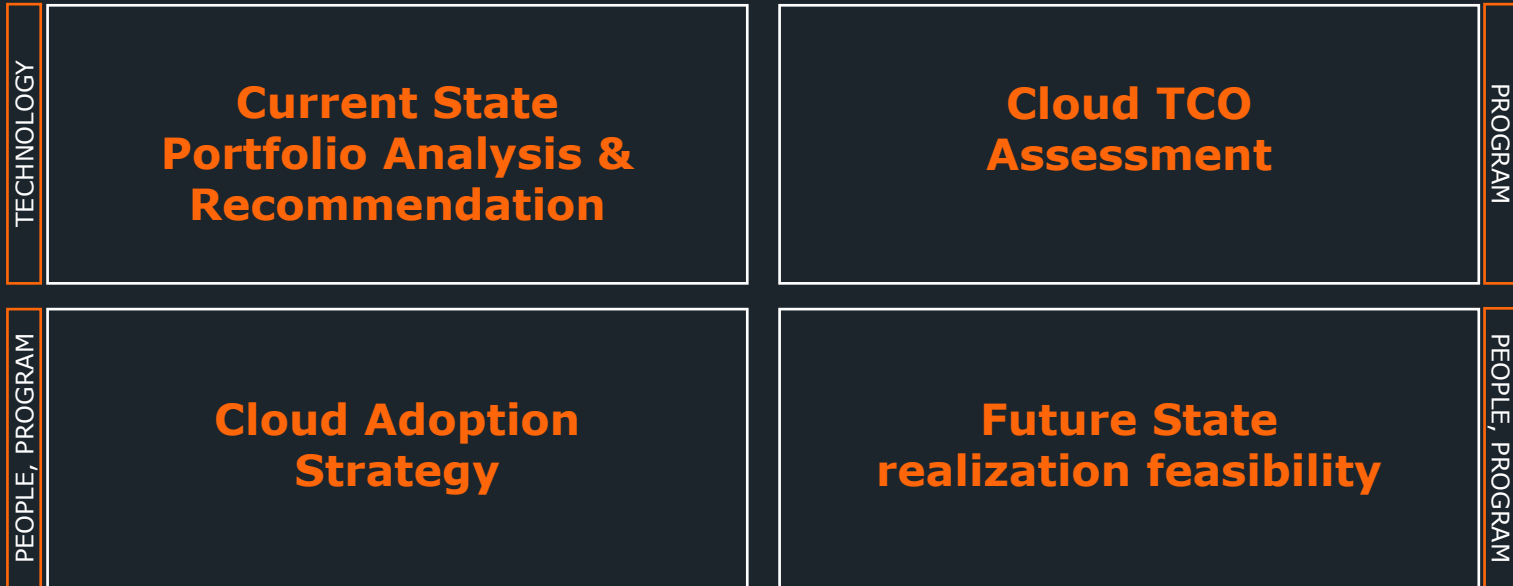 TECHNOLOGY
Current State
Portfolio Analysis &
Recommendation
Cloud TCO
Assessment
PROGRAM
PEOPLE, PROGRAM
Cloud Adoption
Strategy
Future State
realization feasibility
PEOPLE, PROGRAM